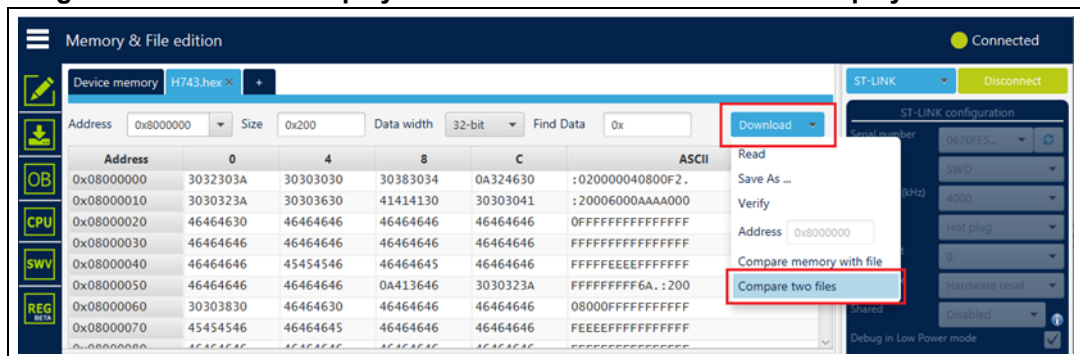 Memory & File edition
Connected
Device memory H743.hex × +
ST-LINK Disconnect
Address 0x8000000 Size 0x200 Data width 32-bit Find Data 0x Download
ST-LINK configuration
Serial number 0670FF5...
Address 0 4 8 C ASCII
0x08000000 3032303A 30303030 30383034 0A324630 :020000040800F2.
0x08000010 3030323A 30303630 41414130 30303041 :20006000AAAA000
0x08000020 46464630 46464646 46464646 46464646 0FFFFFFFFFFFFFFF
0x08000030 46464646 46464646 46464646 46464646 FFFFFFFFFFFFFFFF
0x08000040 46464646 45454546 46464645 46464646 FFFFFEEEEFFFFFFF
0x08000050 46464646 46464646 0A413646 3030323A FFFFFFFFF6A.:200
0x08000060 30303830 46464630 46464646 46464646 08000FFFFFFFFFFF
0x08000070 45454546 46464645 46464646 46464646 FEEEEFFFFFFFFFFF
Read
Save As ...
Verify
Address 0x8000000
Compare memory with file
Compare two files
SWD
(kHz) 4000
Hot plug
0
Hardware reset
Shared Disabled
Debug in Low Power mode
OB
CPU
SWV
REG
BETA